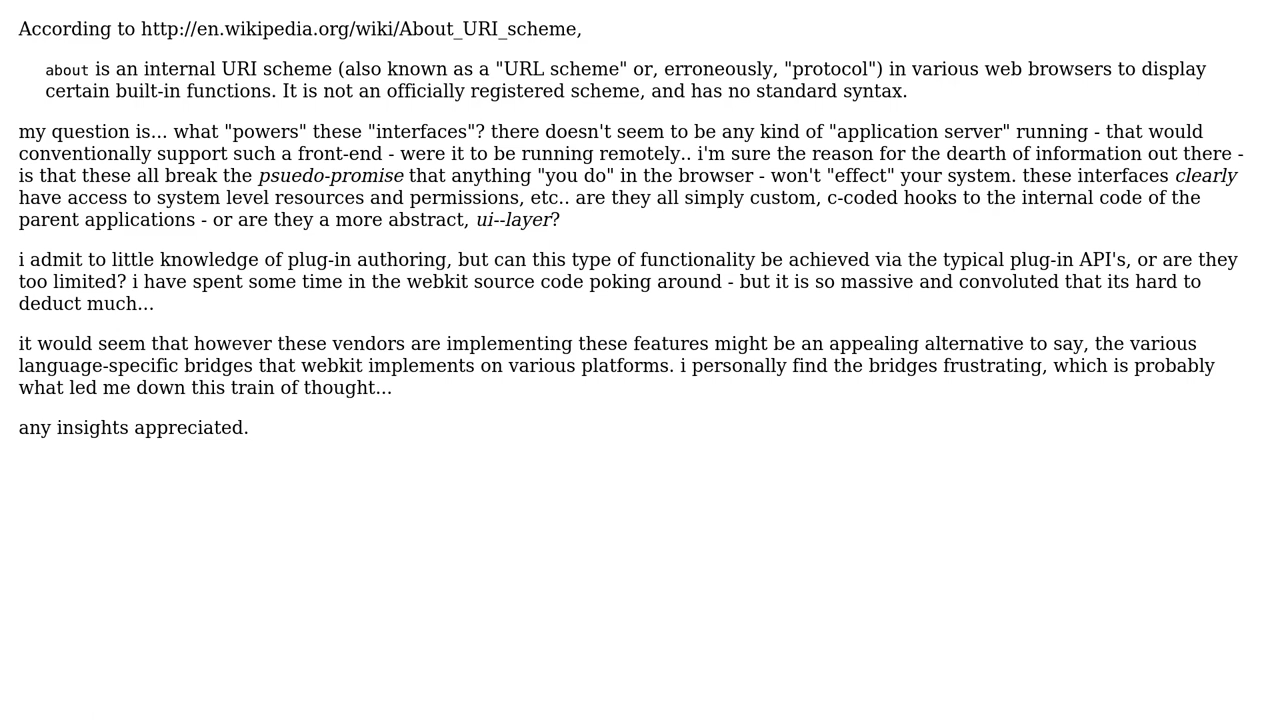 According to http://en.wikipedia.org/wiki/About_URI_scheme,
about is an internal URI scheme (also known as a "URL scheme" or, erroneously, "protocol") in various web browsers to display
certain built-in functions. It is not an officially registered scheme, and has no standard syntax.
my question is... what "powers" these "interfaces"? there doesn't seem to be any kind of "application server" running - that would
conventionally support such a front-end - were it to be running remotely.. i'm sure the reason for the dearth of information out there -
is that these all break the psuedo-promise that anything "you do" in the browser - won't "effect" your system. these interfaces clearly
have access to system level resources and permissions, etc.. are they all simply custom, c-coded hooks to the internal code of the
parent applications - or are they a more abstract, ui--layer?
i admit to little knowledge of plug-in authoring, but can this type of functionality be achieved via the typical plug-in API's, or are they
too limited? i have spent some time in the webkit source code poking around - but it is so massive and convoluted that its hard to
deduct much...
it would seem that however these vendors are implementing these features might be an appealing alternative to say, the various
language-specific bridges that webkit implements on various platforms. i personally find the bridges frustrating, which is probably
what led me down this train of thought...
any insights appreciated.